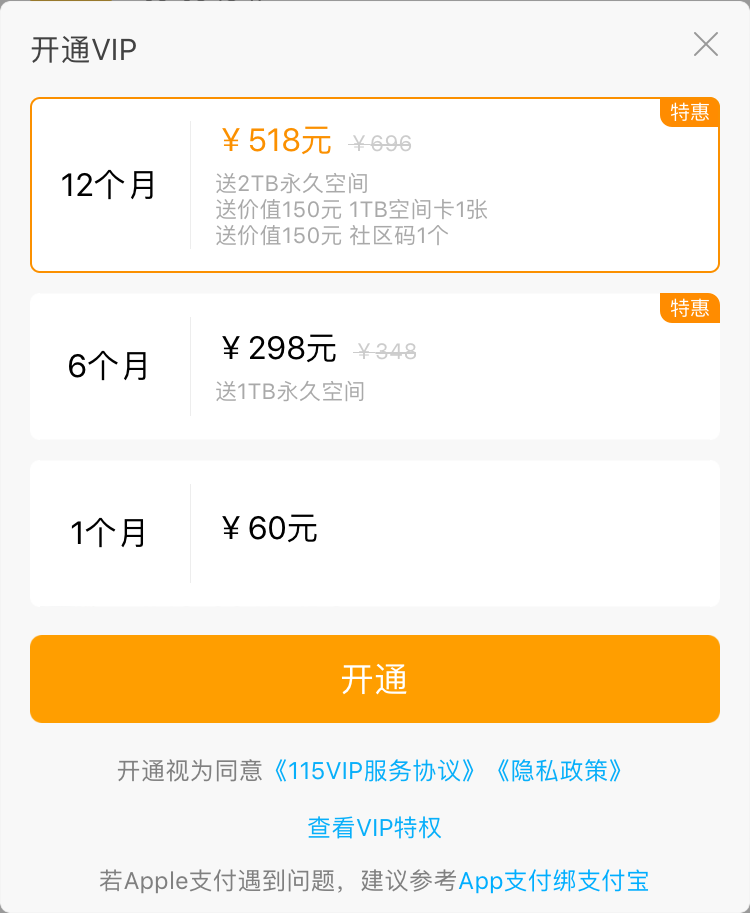 开通VIP
特惠
12个月
￥518元 ￥696
送2TB永久空间
送价值150元 1TB空间卡1张
送价值150元 社区码1个
特惠
6个月
￥298元 ￥348
送1TB永久空间
1个月
￥60元
开通
开通视为同意《115VIP服务协议》《隐私政策》
查看VIP特权
若Apple支付遇到问题，建议参考App支付绑支付宝